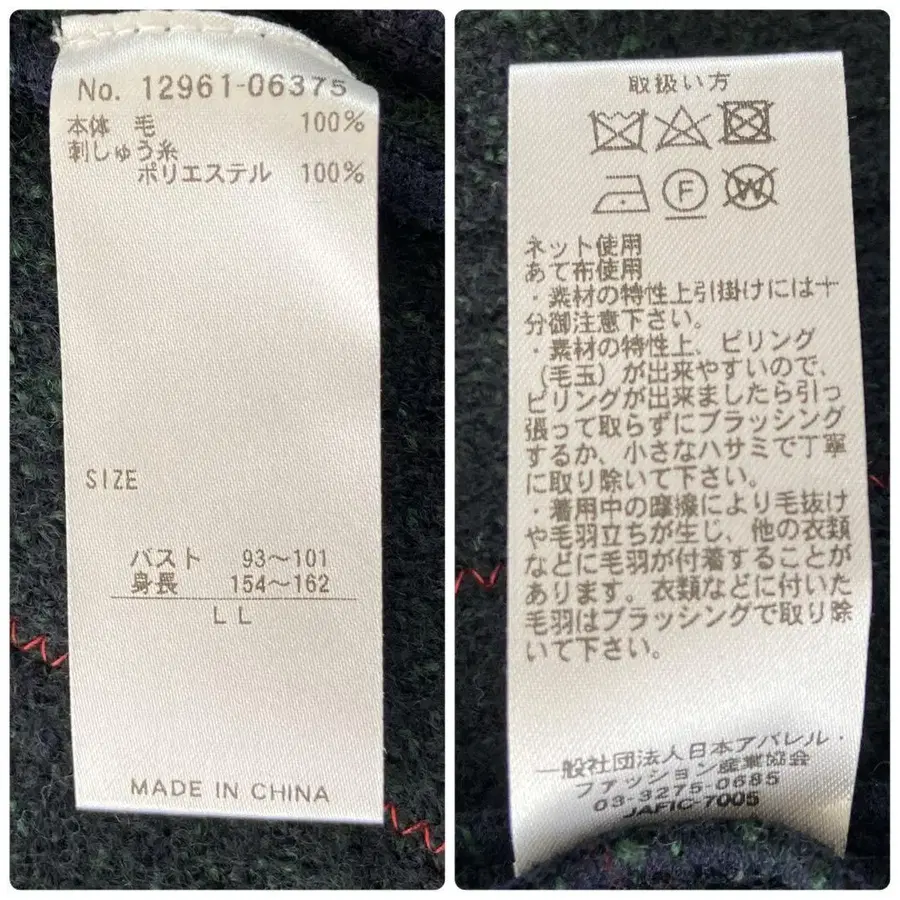 No. 12961-06375
本体 毛 100%
刺しゅう糸
ポリエステル 100%
SIZE
バスト 93～101
身長 154～162
LL
MADE IN CHINA
取扱い方
F W
ネット使用
あて布使用
・素材の特性上引掛けには十
分御注意下さい。
・素材の特性上、ピリング
(毛玉)が出来やすいので、
ピリングが出来ましたら引っ
張って取らずにブラッシング
するか、小さなハサミで丁寧
に取り除いて下さい。
・着用中の摩擦により毛抜け
や毛羽立ちが生じ、他の衣類
などに毛羽が付着することが
あります。衣類などに付いた
毛羽はブラッシングで取り除
いて下さい。
一般社団法人日本アパレル・
ファッション産業協会
03-3275-0685
JAFIC-7005